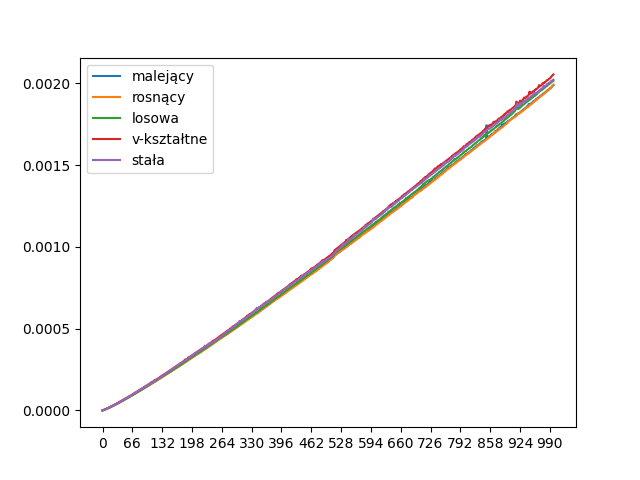 malejący
rosnący
losowa
v-kształtne
stała
0.0020
0.0015
0.0010
0.0005
0.0000
0 66 132 198 264 330 396 462 528 594 660 726 792 858 924 990